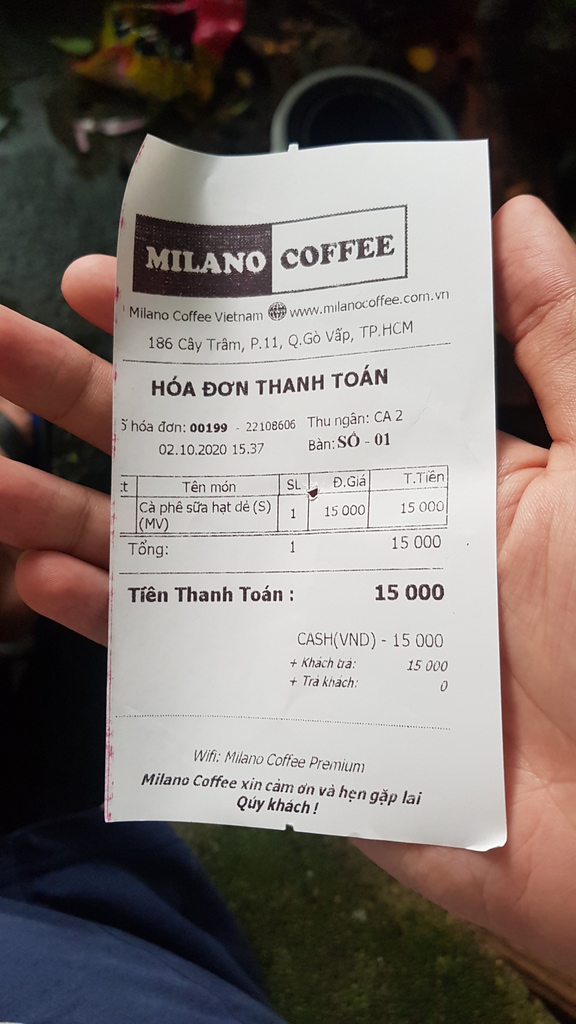 MILANO COFFEE
Milano Coffee Vietnam www.milanocoffee.com.vn
186 Cây Trâm, P.11, Q.Gò Vấp, TP.HCM
HÓA ĐƠN THANH TOÁN
hóa đơn: 00199 - 22108606 Thu ngân: CA 2
02.10.2020 15.37 Bàn: SỐ - 01
t Tên món SL Đ.Giá T.Tiền
Cà phê sữa hạt dẻ (S) 1 15 000 15 000
(MV)
Tổng: 1 15 000
Tiền Thanh Toán : 15 000
CASH(VND) - 15 000
+ Khách trả: 15 000
+ Trả khách: 0
Wifi: Milano Coffee Premium
Milano Coffee xin cảm ơn và hẹn gặp lại
Qúy khách !